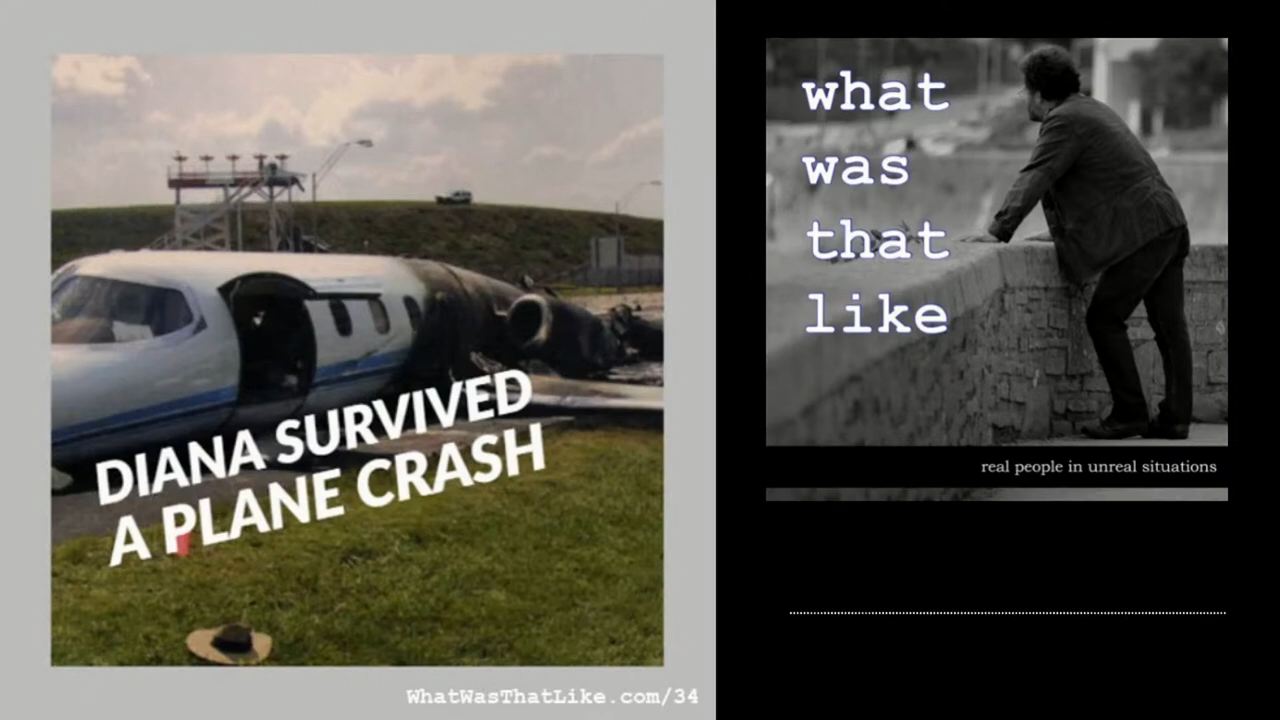 DIANA SURVIVED
A PLANE CRASH
WhatWasThatLike.com/34
what
was
that
like
real people in unreal situations